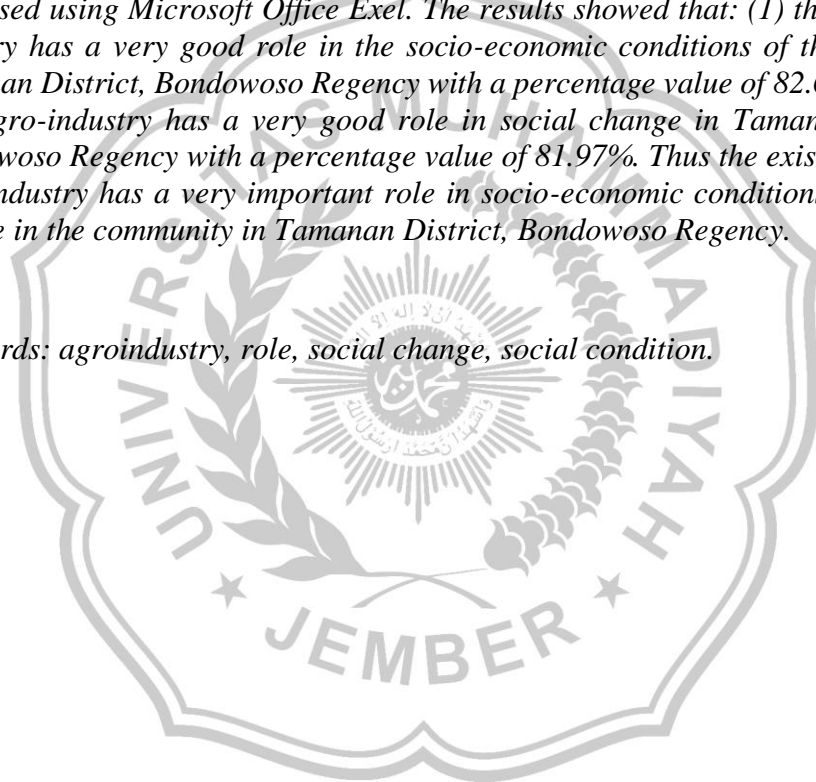 sed using Microsoft Office Exel. The results showed that: (1) th
ry has a very good role in the socio-economic conditions of th
nan District, Bondowoso Regency with a percentage value of 82.
gro-industry has a very good role in social change in Taman
owoso Regency with a percentage value of 81.97%. Thus the exis
ndustry has a very important role in socio-economic condition
e in the community in Tamanan District, Bondowoso Regency.
rds: agroindustry, role, social change, social condition.
UNIVERSITAS MUHAMMADIYAH
JEMBER